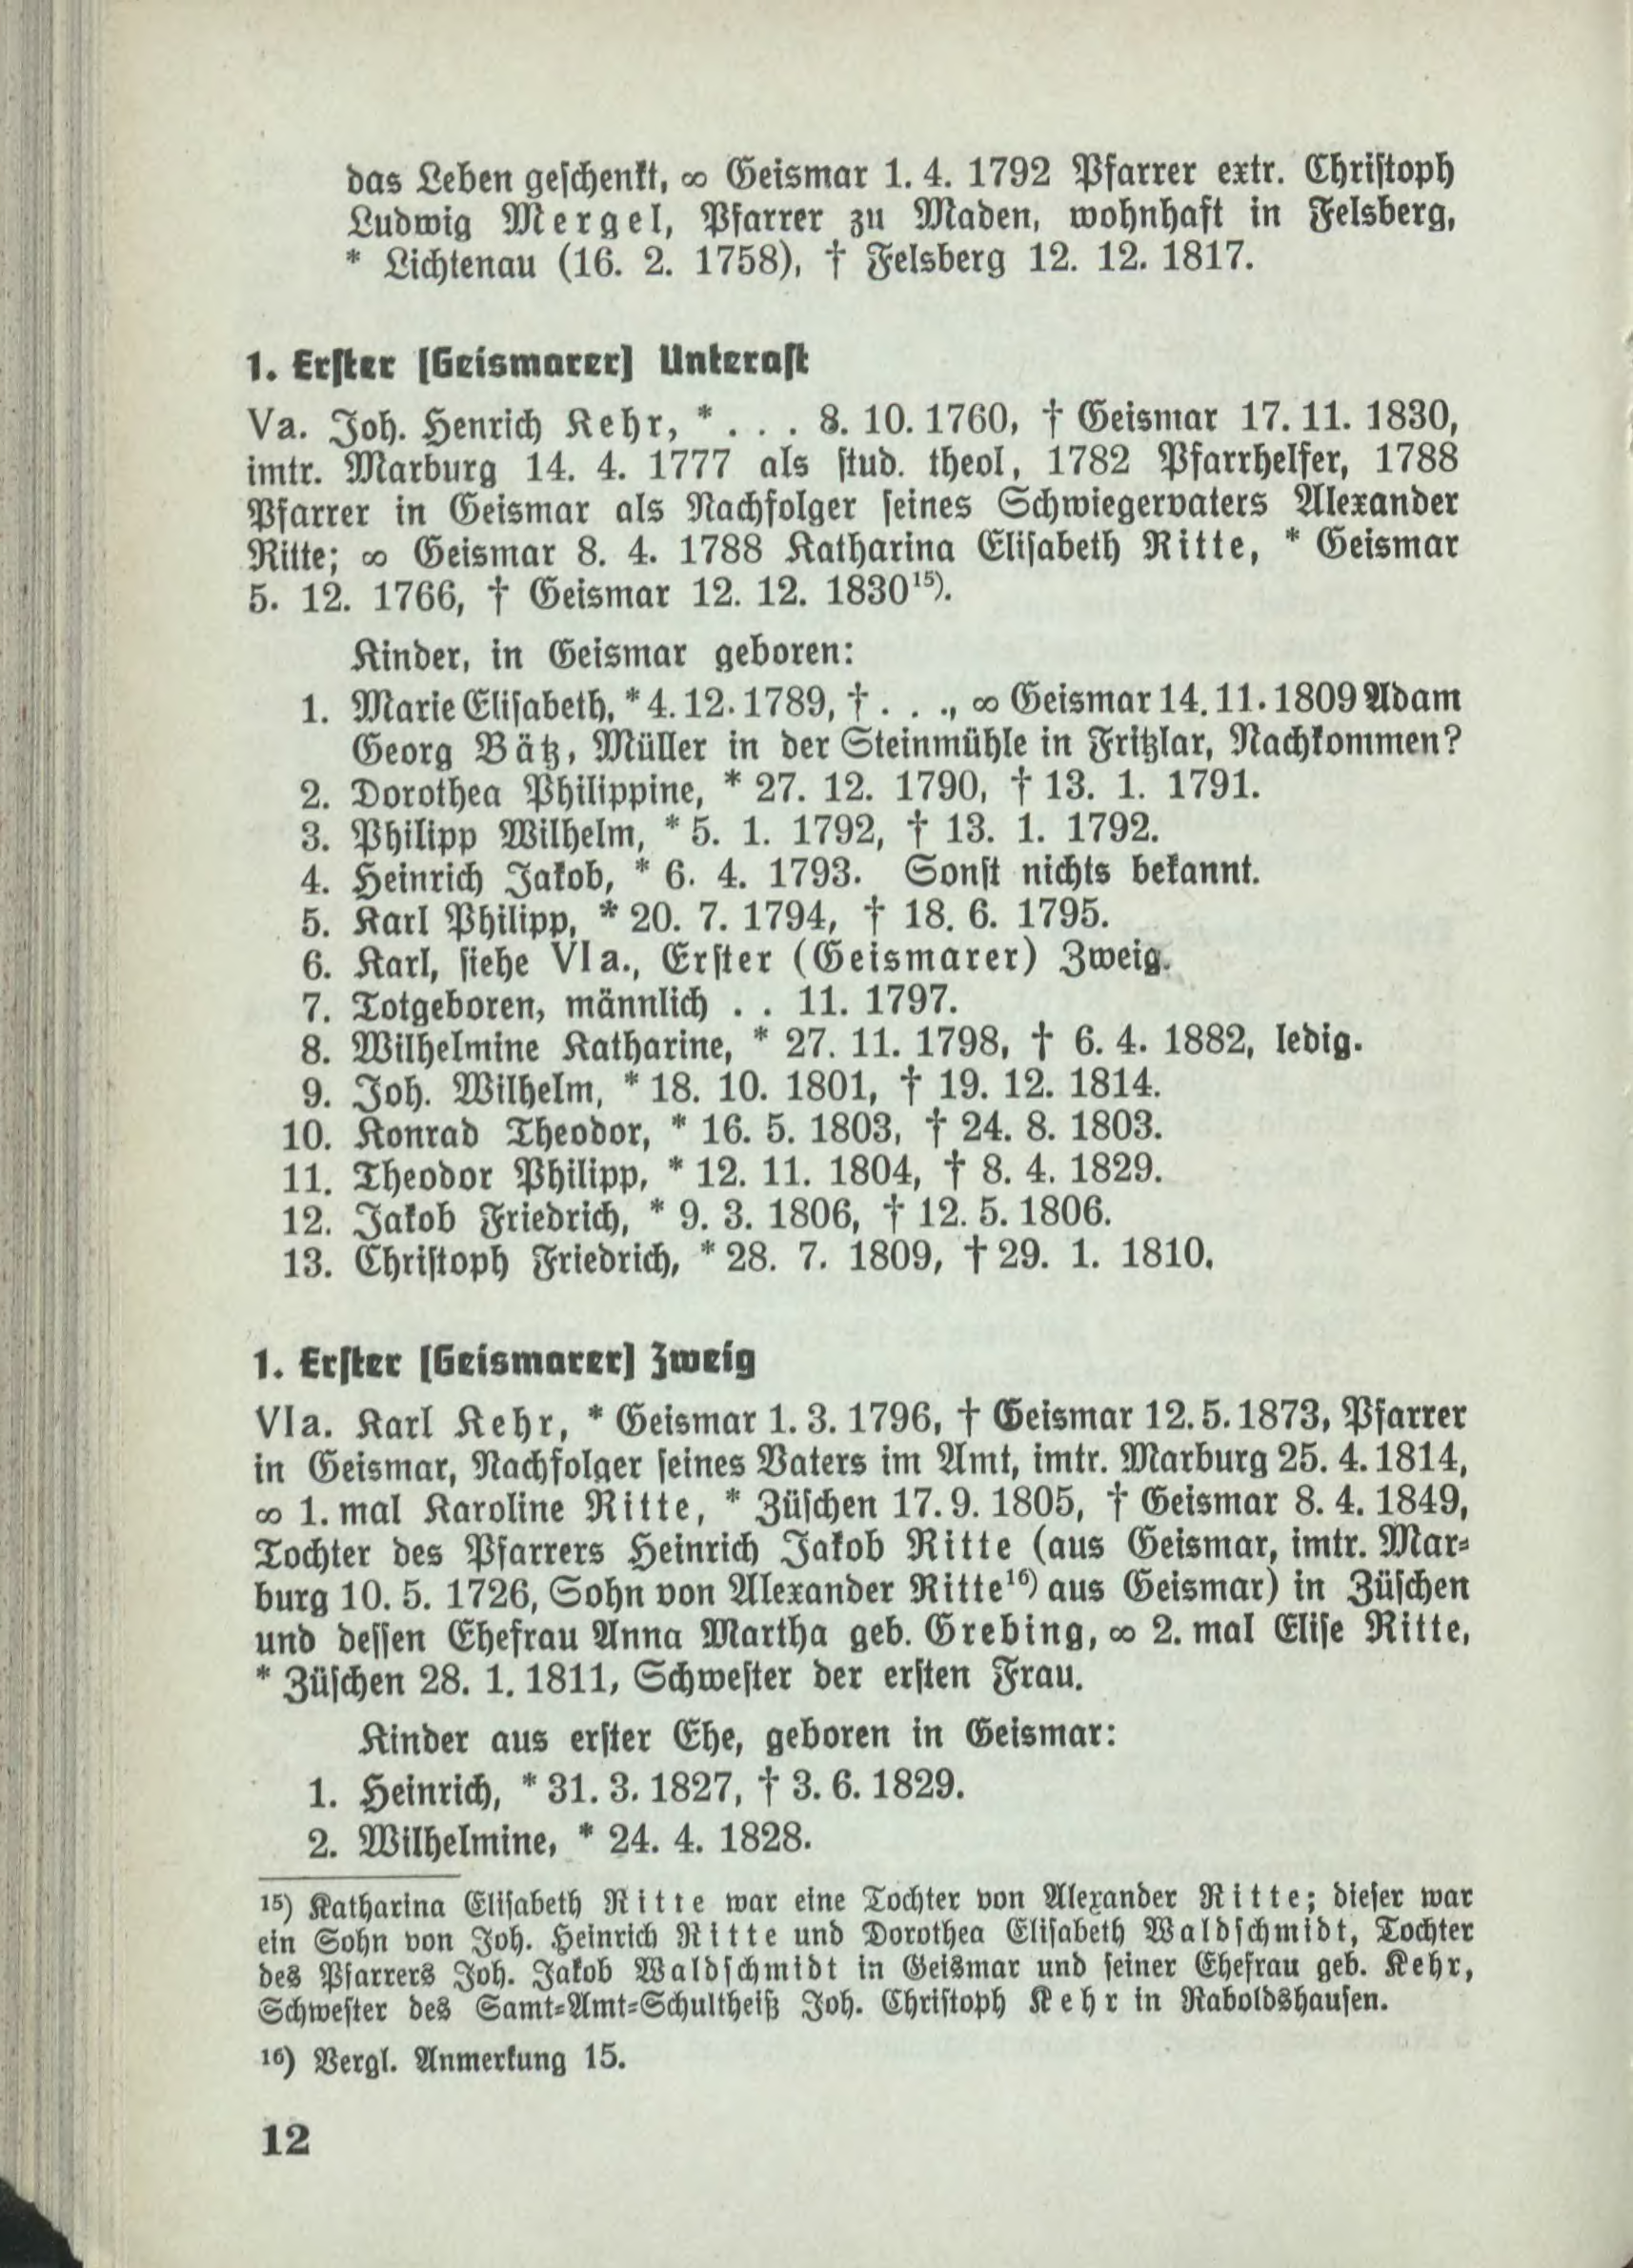 das Leben geschenkt, ∞ Geismar 1. 4. 1792 Pfarrer extr. Christoph
Ludwig Mergel, Pfarrer zu Maden, wohnhaft in Felsberg,
* Lichtenau (16. 2. 1758), † Felsberg 12. 12. 1817.
1. Erster [Geismarer] Unterast
Va. Joh. Henrich Kehr, * . . . 8. 10. 1760, † Geismar 17. 11. 1830,
imtr. Marburg 14. 4. 1777 als stud. theol, 1782 Pfarrhelfer, 1788
Pfarrer in Geismar als Nachfolger seines Schwiegervaters Alexander
Ritte; ∞ Geismar 8. 4. 1788 Katharina Elisabeth Ritte, * Geismar
5. 12. 1766, † Geismar 12. 12. 1830¹⁵).
Kinder, in Geismar geboren:
1. Marie Elisabeth, * 4. 12. 1789, † . . ., ∞ Geismar 14. 11. 1809 Adam
Georg Bätz, Müller in der Steinmühle in Fritzlar, Nachkommen?
2. Dorothea Philippine, * 27. 12. 1790, † 13. 1. 1791.
3. Philipp Wilhelm, * 5. 1. 1792, † 13. 1. 1792.
4. Heinrich Jakob, * 6. 4. 1793. Sonst nichts bekannt.
5. Karl Philipp, * 20. 7. 1794, † 18. 6. 1795.
6. Karl, siehe VIa., Erster (Geismarer) Zweig.
7. Totgeboren, männlich . . 11. 1797.
8. Wilhelmine Katharine, * 27. 11. 1798, † 6. 4. 1882, ledig.
9. Joh. Wilhelm, * 18. 10. 1801, † 19. 12. 1814.
10. Konrad Theodor, * 16. 5. 1803, † 24. 8. 1803.
11. Theodor Philipp, * 12. 11. 1804, † 8. 4. 1829.
12. Jakob Friedrich, * 9. 3. 1806, † 12. 5. 1806.
13. Christoph Friedrich, * 28. 7. 1809, † 29. 1. 1810.
1. Erster [Geismarer] Zweig
VIa. Karl Kehr, * Geismar 1. 3. 1796, † Geismar 12. 5. 1873, Pfarrer
in Geismar, Nachfolger seines Vaters im Amt, imtr. Marburg 25. 4. 1814,
∞ 1. mal Karoline Ritte, * Züschen 17. 9. 1805, † Geismar 8. 4. 1849,
Tochter des Pfarrers Heinrich Jakob Ritte (aus Geismar, imtr. Mar-
burg 10. 5. 1726, Sohn von Alexander Ritte¹⁶) aus Geismar) in Züschen
und dessen Ehefrau Anna Martha geb. Grebing, ∞ 2. mal Elise Ritte,
* Züschen 28. 1. 1811, Schwester der ersten Frau.
Kinder aus erster Ehe, geboren in Geismar:
1. Heinrich, * 31. 3. 1827, † 3. 6. 1829.
2. Wilhelmine, * 24. 4. 1828.
¹⁵) Katharina Elisabeth Ritte war eine Tochter von Alexander Ritte; dieser war
ein Sohn von Joh. Heinrich Ritte und Dorothea Elisabeth Waldschmidt, Tochter
des Pfarrers Joh. Jakob Waldschmidt in Geismar und seiner Ehefrau geb. Kehr,
Schwester des Samt-Amt-Schultheiß Joh. Christoph Kehr in Raboldshausen.
¹⁶) Vergl. Anmerkung 15.
12